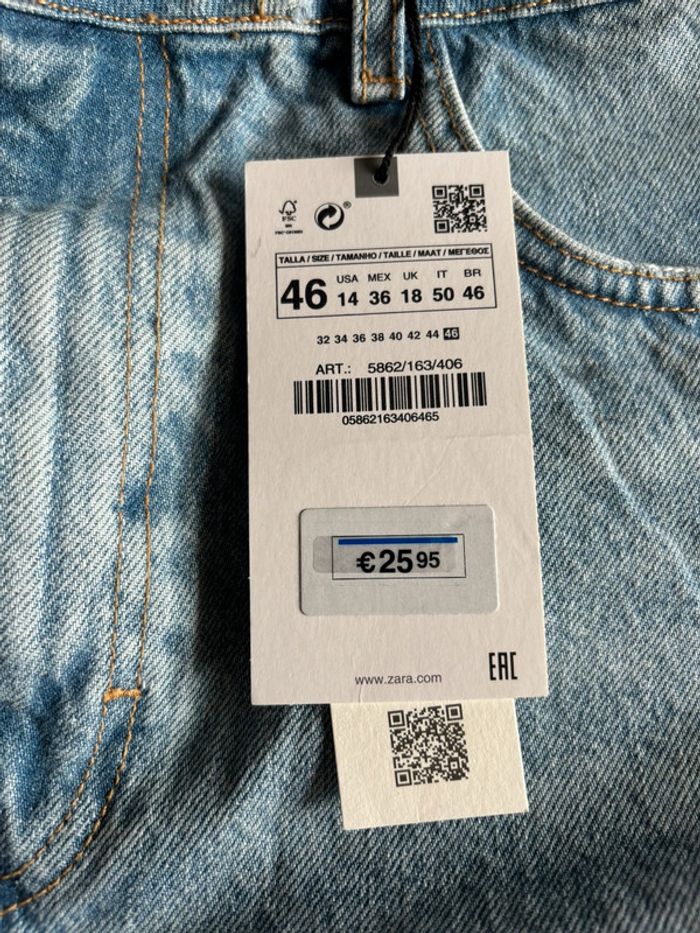 FSC
®
TALLA / SIZE / TAMANHO / TAILLE / MAAT / ΜΕΓΕΘΟΣ
46 USA 14 MEX 36 UK 18 IT 50 BR 46
32 34 36 38 40 42 44 46
ART.: 5862/163/406
05862163406465
€25 95
www.zara.com
EAC